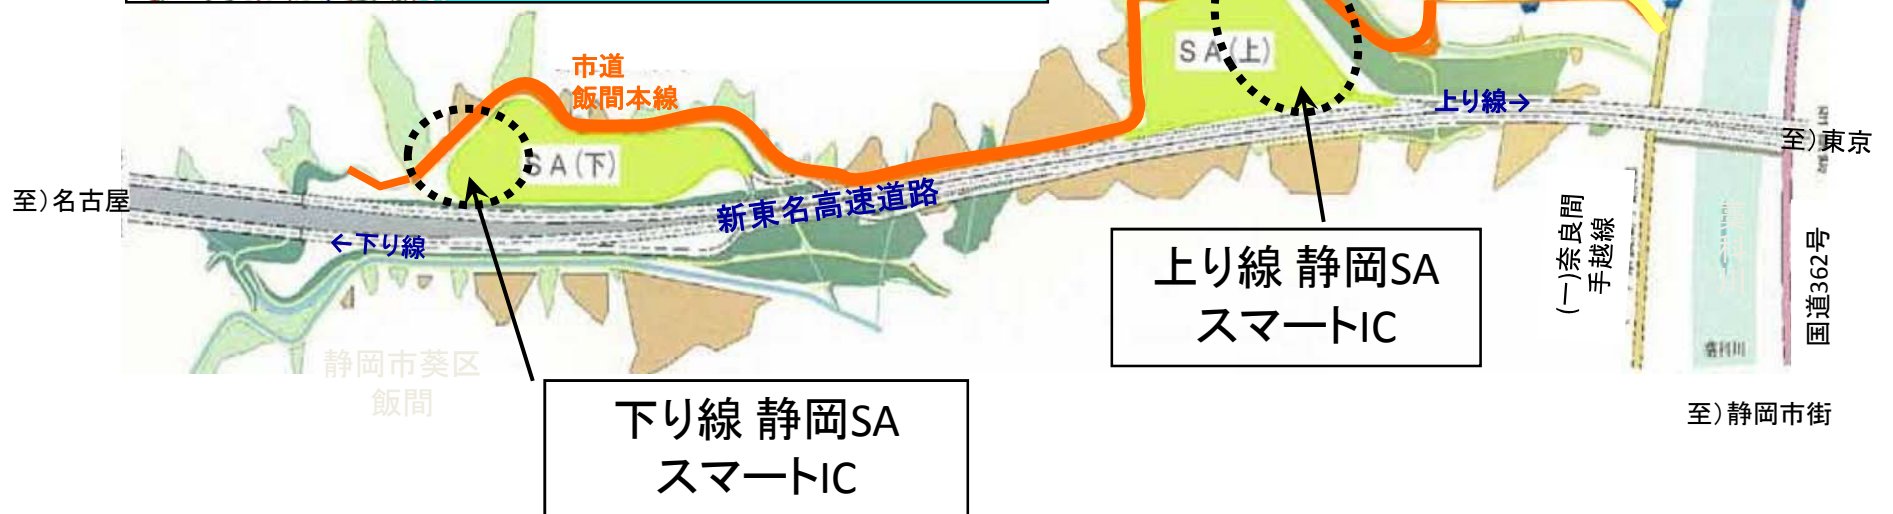 市道
飯間本線
SA(上)
上り線→
至)東京
SA(下)
至)名古屋
新東名高速道路
←下り線
上り線 静岡SA
スマートIC
(一)奈良間
手越線
国道362号
藁科川
静岡市葵区
飯間
下り線 静岡SA
スマートIC
至)静岡市街